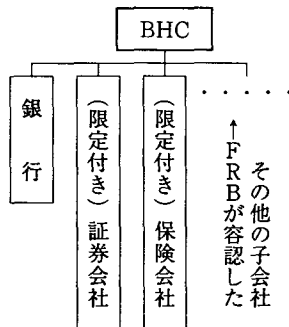 BHC
銀行
(限定付き)証券会社
(限定付き)保険会社
・・・・・
その他の子会社
↑FRBが容認した